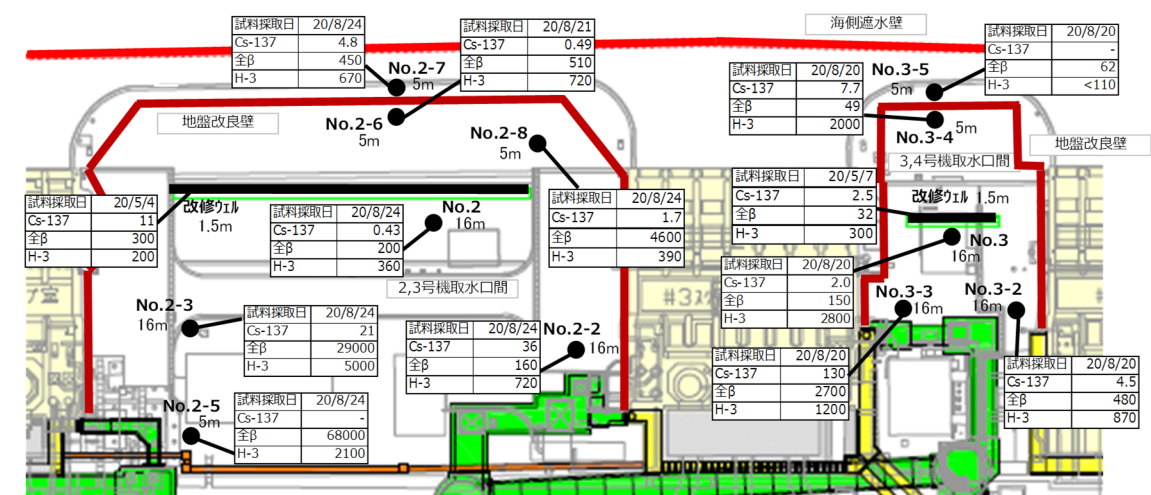 海側遮水壁
試料採取日 20/8/24
Cs-137 4.8
全β 450
H-3 670
No.2-7
5m
試料採取日 20/8/21
Cs-137 0.49
全β 510
H-3 720
No.2-6
5m
地盤改良壁
No.2-8
5m
試料採取日 20/8/24
Cs-137 1.7
全β 4600
H-3 390
試料採取日 20/5/4
Cs-137 11
全β 300
H-3 200
改修ウェル
1.5m
試料採取日 20/8/24
Cs-137 0.43
全β 200
H-3 360
No.2
16m
2,3号機取水口間
No.2-3
16m
試料採取日 20/8/24
Cs-137 21
全β 29000
H-3 5000
試料採取日 20/8/24
Cs-137 36
全β 160
H-3 720
No.2-2
16m
No.2-5
5m
試料採取日 20/8/24
Cs-137 -
全β 68000
H-3 2100
試料採取日 20/8/20
Cs-137 7.7
全β 49
H-3 2000
No.3-5
5m
試料採取日 20/8/20
Cs-137 -
全β 62
H-3 <110
No.3-4
5m
地盤改良壁
3,4号機取水口間
試料採取日 20/5/7
Cs-137 2.5
全β 32
H-3 300
改修ウェル 1.5m
No.3
16m
試料採取日 20/8/20
Cs-137 2.0
全β 150
H-3 2800
No.3-3
16m
No.3-2
16m
試料採取日 20/8/20
Cs-137 130
全β 2700
H-3 1200
試料採取日 20/8/20
Cs-137 4.5
全β 480
H-3 870